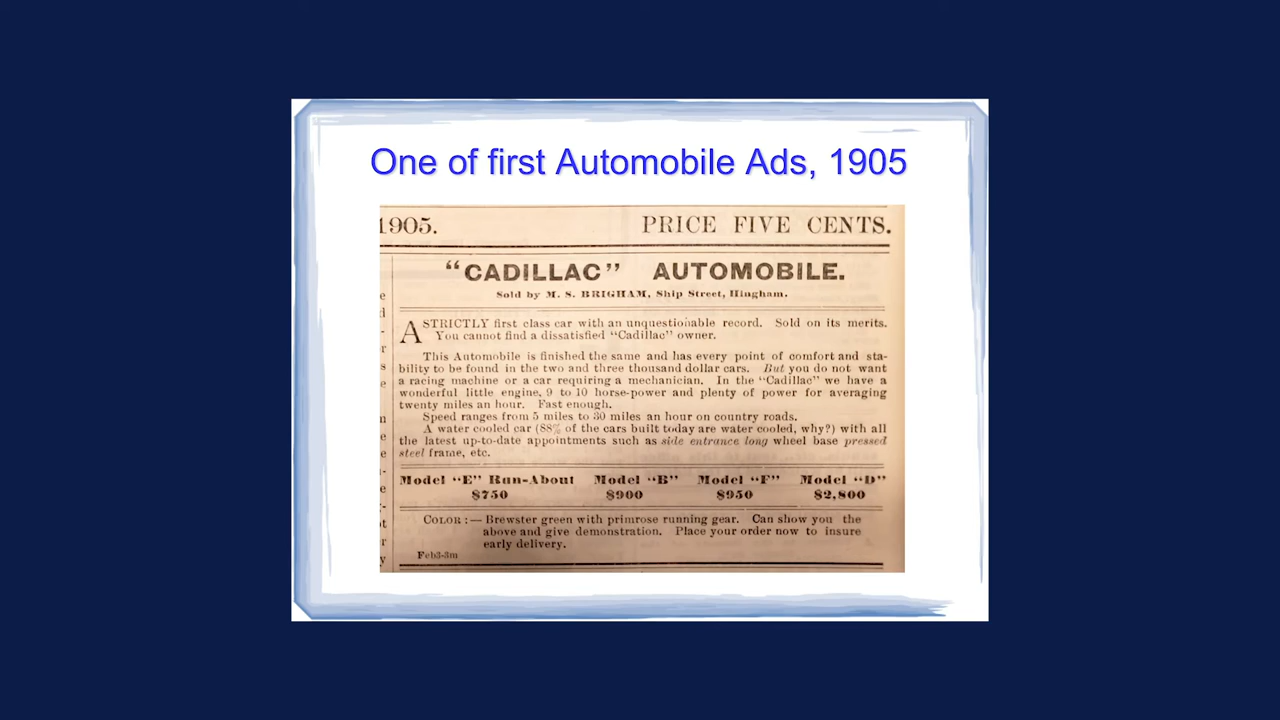 One of first Automobile Ads, 1905
1905. PRICE FIVE CENTS.
"CADILLAC" AUTOMOBILE.
Sold by M. S. BRIGHAM, Ship Street, Hingham.
A STRICTLY first class car with an unquestionable record. Sold on its merits.
You cannot find a dissatisfied "Cadillac" owner.
This Automobile is finished the same and has every point of comfort and sta-
bility to be found in the two and three thousand dollar cars. But you do not want
a racing machine or a car requiring a mechanician. In the "Cadillac" we have a
wonderful little engine, 9 to 10 horse-power and plenty of power for averaging
twenty miles an hour. Fast enough.
Speed ranges from 5 miles to 30 miles an hour on country roads.
A water cooled car (88% of the cars built today are water cooled, why?) with all
the latest up-to-date appointments such as side entrance long wheel base pressed
steel frame, etc.
Model "E" Run-About Model "B" Model "F" Model "D"
$750 $900 $950 $2,800
COLOR:— Brewster green with primrose running gear. Can show you the
above and give demonstration. Place your order now to insure
early delivery.
Feb3-3m